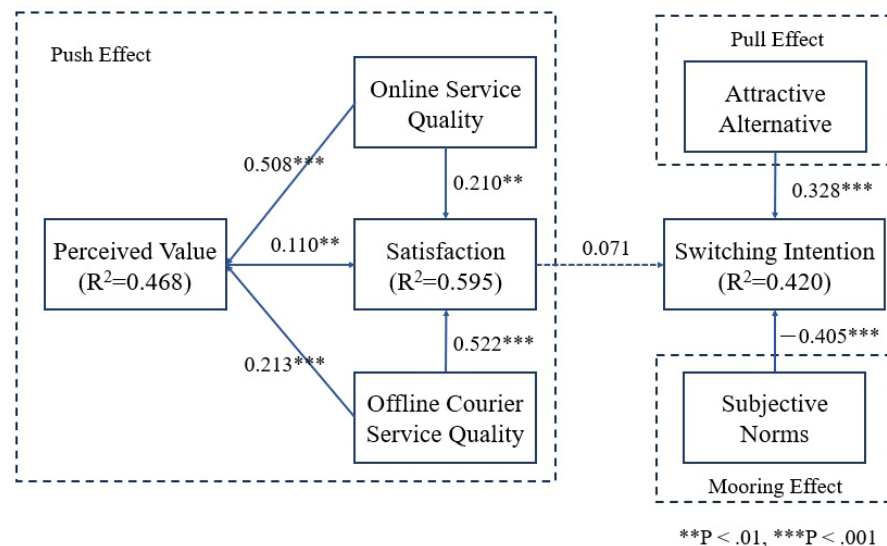 Push Effect
Online Service
Quality
Pull Effect
Attractive
Alternative
0.508***
0.210**
0.328***
Perceived Value
(R²=0.468)
0.110**
Satisfaction
(R²=0.595)
0.071
Switching Intention
(R²=0.420)
0.213***
0.522***
−0.405***
Offline Courier
Service Quality
Subjective
Norms
Mooring Effect
**P < .01, ***P < .001